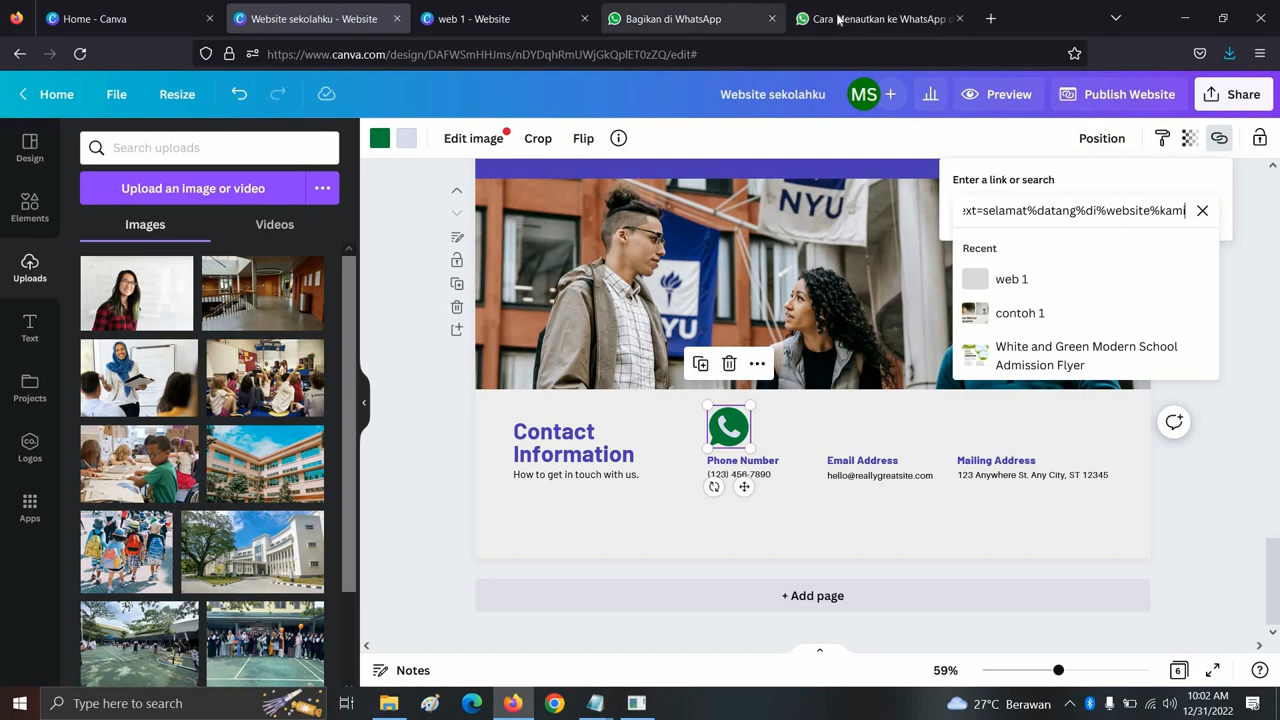 Home - Canva
Website sekolahku - Website
web 1 - Website
Bagikan di WhatsApp
Cara Menautkan ke WhatsApp d
https://www.canva.com/design/DAFWSmHHJms/nDYDqhRmUWjGkQplET0zZQ/edit#
Home
File
Resize
Website sekolahku
MS
Preview
Publish Website
Share
Design
Elements
Uploads
Text
Projects
CO.
Logos
Apps
Search uploads
Upload an image or video
Images
Videos
Edit image
Crop
Flip
Position
Enter a link or search
ext=selamat%datang%di%website%kami
Recent
web 1
contoh 1
White and Green Modern School
Admission Flyer
NYU
NYU
Contact
Information
How to get in touch with us.
Phone Number
(123) 456-7890
Email Address
hello@reallygreatsite.com
Mailing Address
123 Anywhere St. Any City, ST 12345
+ Add page
Notes
59%
6
Type here to search
27°C Berawan
10:02 AM
12/31/2022